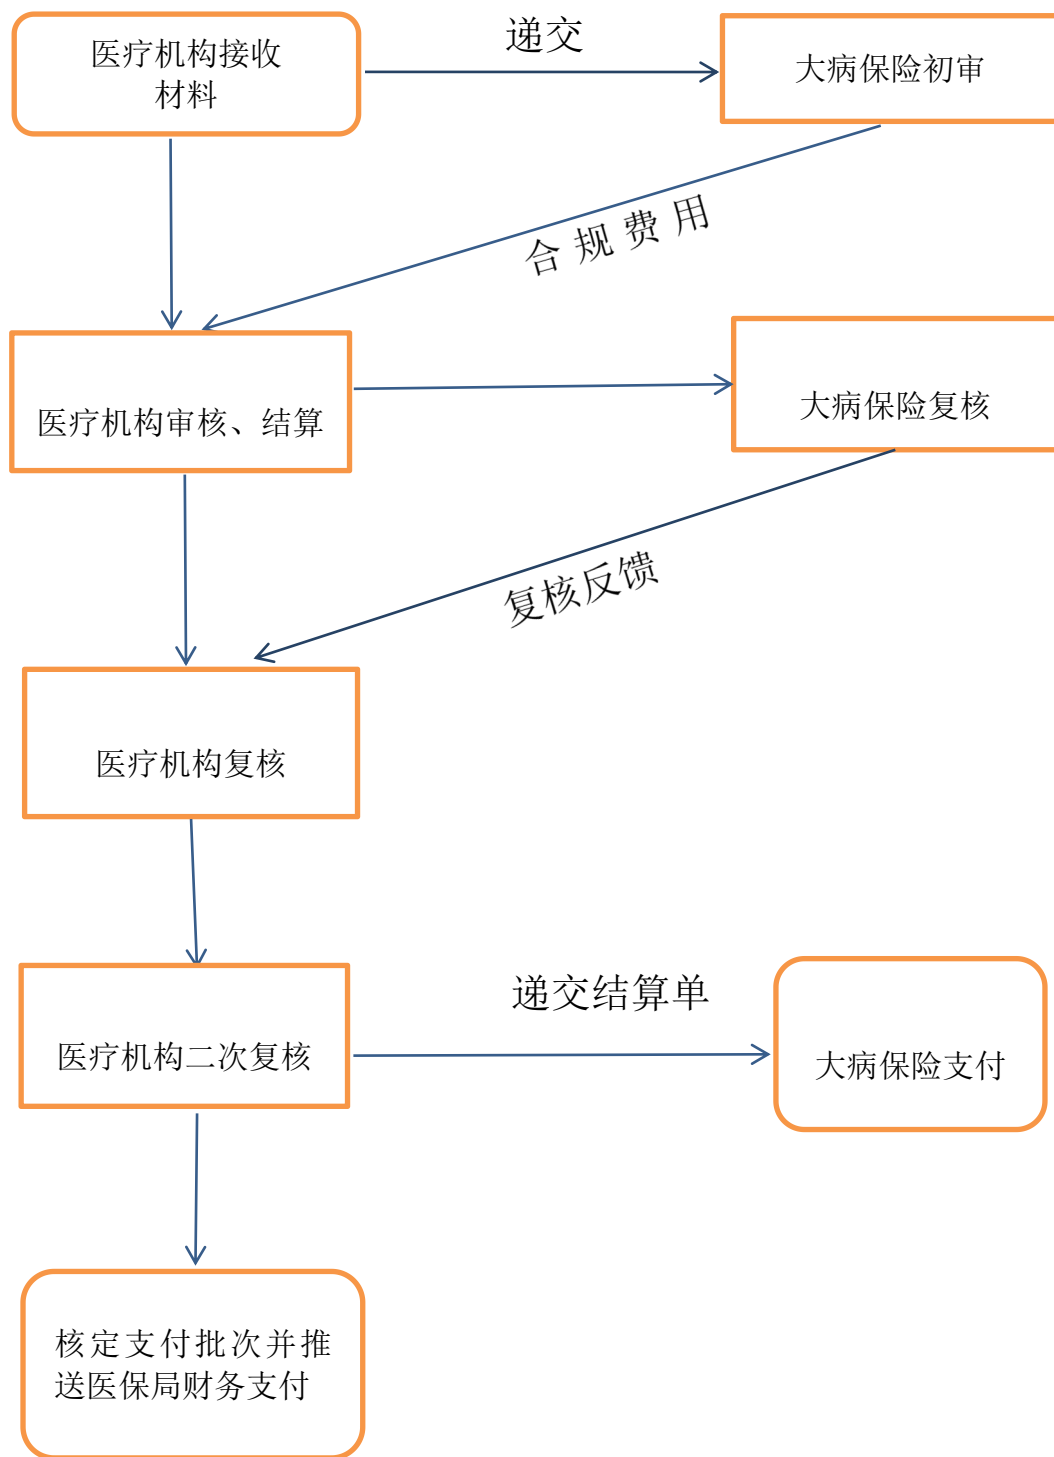 医疗机构接收
材料
递交
大病保险初审
合规费用
医疗机构审核、结算
大病保险复核
复核反馈
医疗机构复核
医疗机构二次复核
递交结算单
大病保险支付
核定支付批次并推
送医保局财务支付